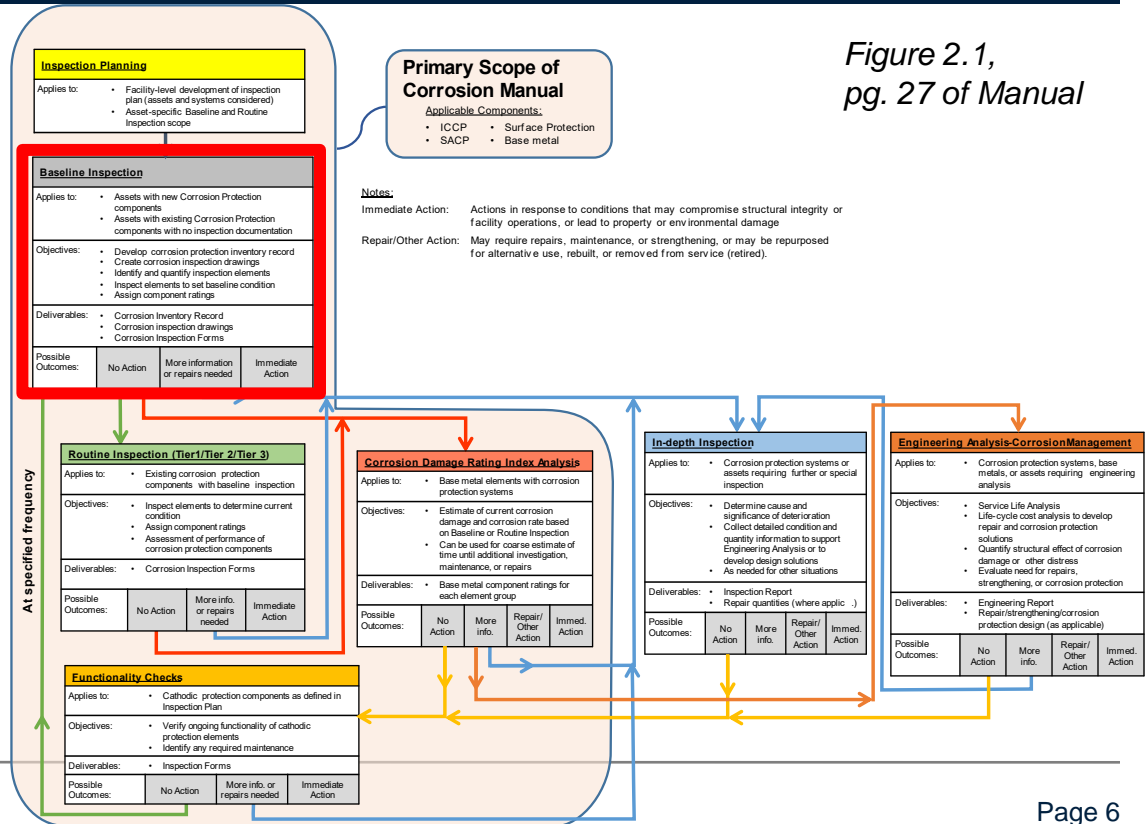 Figure 2.1,
pg. 27 of Manual
Inspection Planning
Applies to:
• Facility-level development of inspection
plan (assets and systems considered)
• Asset-specific Baseline and Routine
Inspection scope
Primary Scope of
Corrosion Manual
Applicable Components:
• ICCP • Surface Protection
• SACP • Base metal
Notes:
Immediate Action: Actions in response to conditions that may compromise structural integrity or
facility operations, or lead to property or environmental damage
Repair/Other Action: May require repairs, maintenance, or strengthening, or may be repurposed
for alternative use, rebuilt, or removed from service (retired).
Baseline Inspection
Applies to:
• Assets with new Corrosion Protection
components
• Assets with existing Corrosion Protection
components with no inspection documentation
Objectives:
• Develop corrosion protection inventory record
• Create corrosion inspection drawings
• Identify and quantify inspection elements
• Inspect elements to set baseline condition
• Assign component ratings
Deliverables:
• Corrosion Inventory Record
• Corrosion inspection drawings
• Corrosion Inspection Forms
Possible
Outcomes:
No Action
More information
or repairs needed
Immediate
Action
At specified frequency
Routine Inspection (Tier1/Tier 2/Tier 3)
Applies to:
• Existing corrosion protection
components with baseline inspection
Objectives:
• Inspect elements to determine current
condition
• Assign component ratings
• Assessment of performance of
corrosion protection components
Deliverables:
• Corrosion Inspection Forms
Possible
Outcomes:
No Action
More info.
or repairs
needed
Immediate
Action
Corrosion Damage Rating Index Analysis
Applies to:
• Base metal elements with corrosion
protection systems
Objectives:
• Estimate of current corrosion
damage and corrosion rate based
on Baseline or Routine Inspection
• Can be used for coarse estimate of
time until additional investigation,
maintenance, or repairs
Deliverables:
• Base metal component ratings for
each element group
Possible
Outcomes:
No
Action
More
info.
Repair/
Other
Action
Immed.
Action
In-depth Inspection
Applies to:
• Corrosion protection systems or
assets requiring further or special
inspection
Objectives:
• Determine cause and
significance of deterioration
• Collect detailed condition and
quantity information to support
Engineering Analysis or to
develop design solutions
• As needed for other situations
Deliverables:
• Inspection Report
• Repair quantities (where applic .)
Possible
Outcomes:
No
Action
More
info.
Repair/
Other
Action
Immed.
Action
Engineering Analysis-CorrosionManagement
Applies to:
• Corrosion protection systems, base
metals, or assets requiring engineering
analysis
Objectives:
• Service Life Analysis
• Life-cycle cost analysis to develop
repair and corrosion protection
solutions
• Quantify structural effect of corrosion
damage or other distress
• Evaluate need for repairs,
strengthening, or corrosion protection
Deliverables:
• Engineering Report
• Repair/strengthening/corrosion
protection design (as applicable)
Possible
Outcomes:
No
Action
More
info.
Repair/
Other
Action
Immed.
Action
Functionality Checks
Applies to:
• Cathodic protection components as defined in
Inspection Plan
Objectives:
• Verify ongoing functionality of cathodic
protection elements
• Identify any required maintenance
Deliverables:
• Inspection Forms
Possible
Outcomes:
No Action
More info. or
repairs needed
Immediate
Action
Page 6